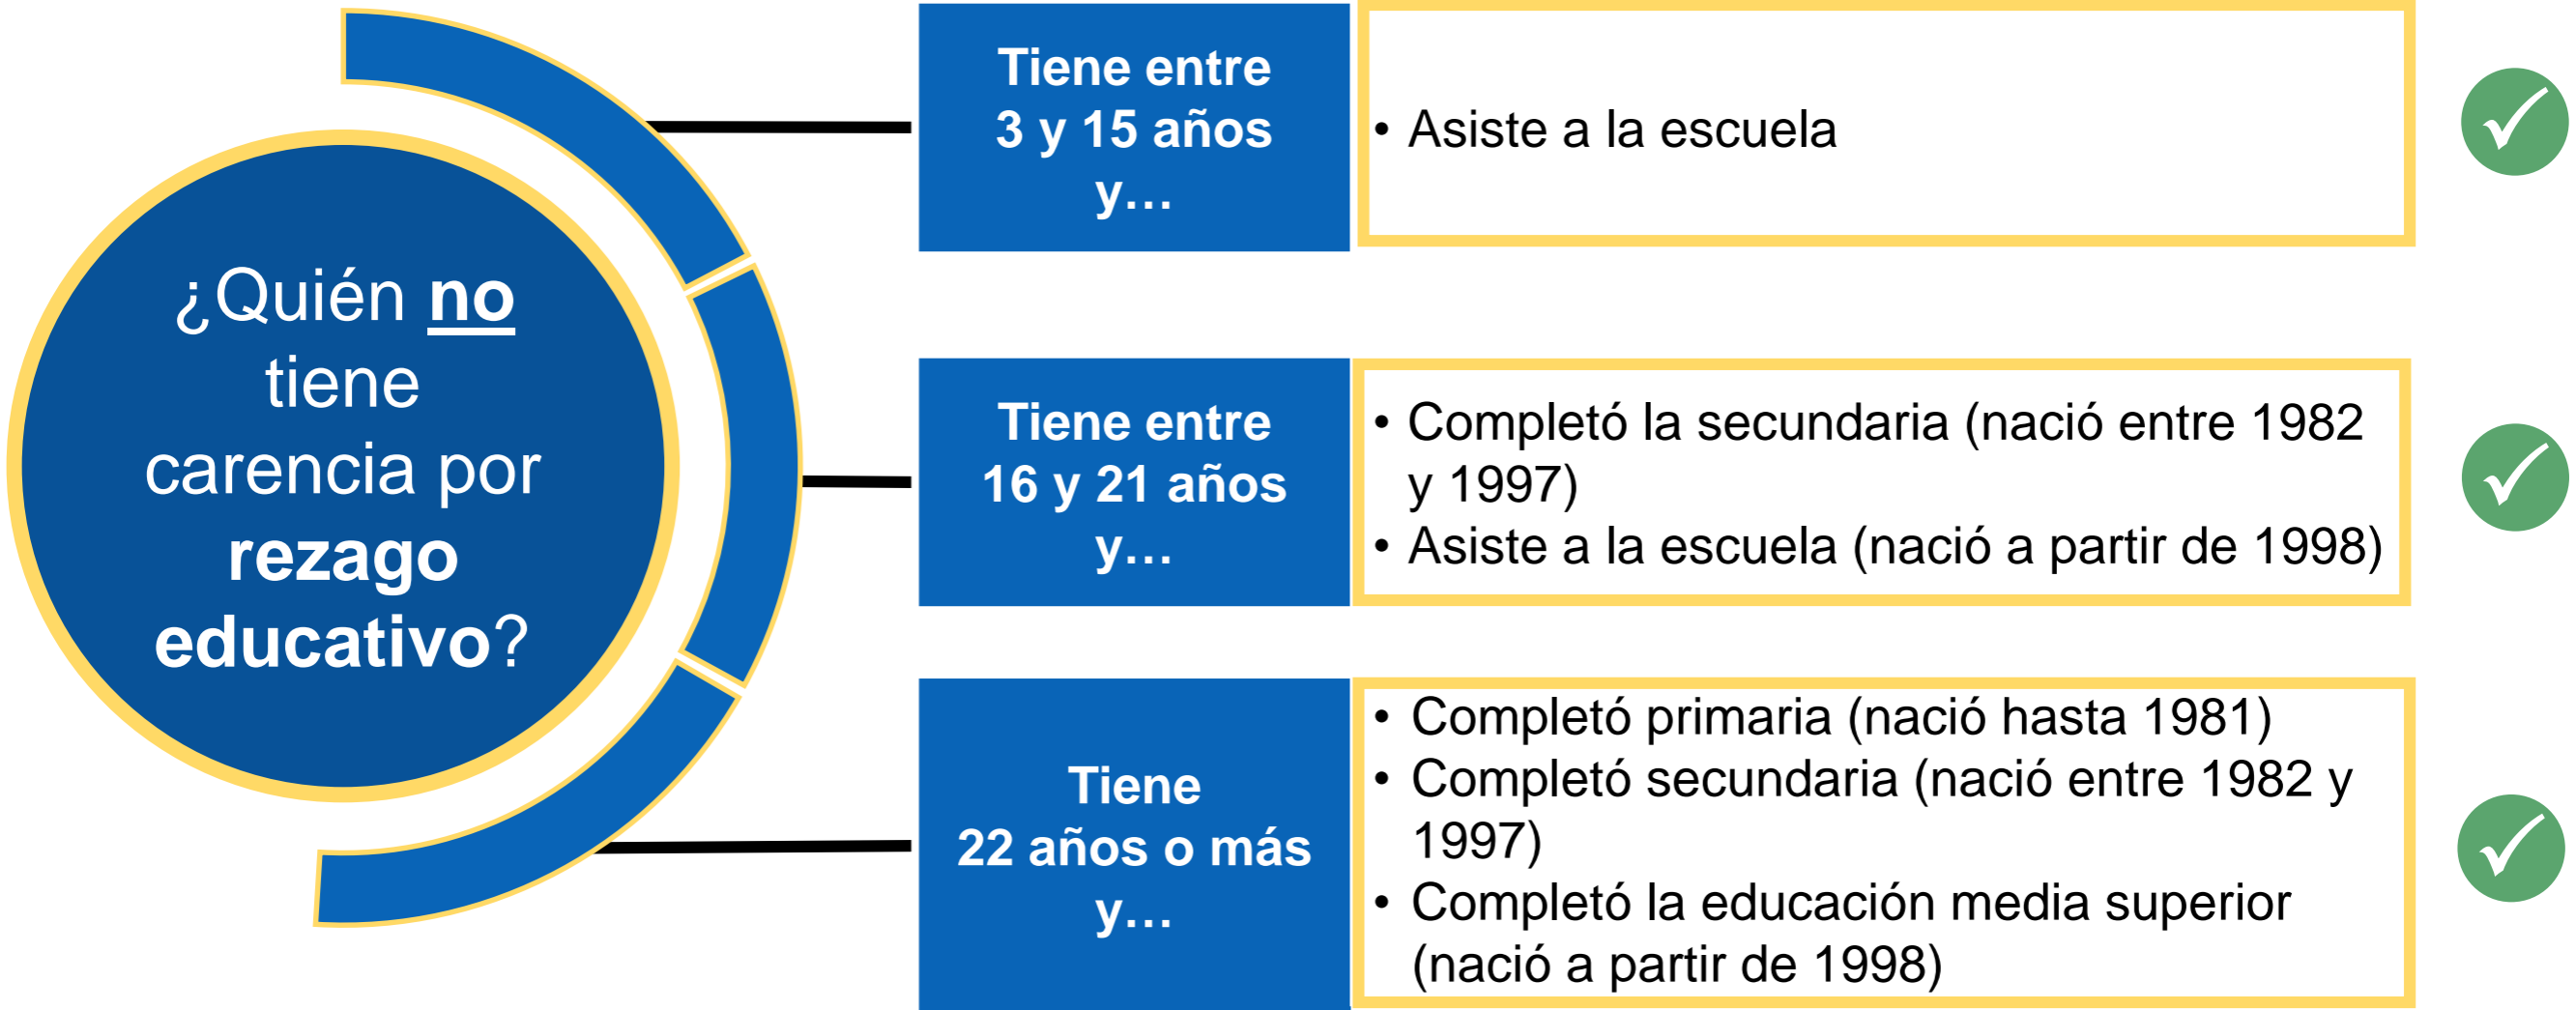 ¿Quién no
tiene
carencia por
rezago
educativo?
Tiene entre
3 y 15 años
y…
• Asiste a la escuela
Tiene entre
16 y 21 años
y…
• Completó la secundaria (nació entre 1982
y 1997)
• Asiste a la escuela (nació a partir de 1998)
Tiene
22 años o más
y…
• Completó primaria (nació hasta 1981)
• Completó secundaria (nació entre 1982 y
1997)
• Completó la educación media superior
(nació a partir de 1998)